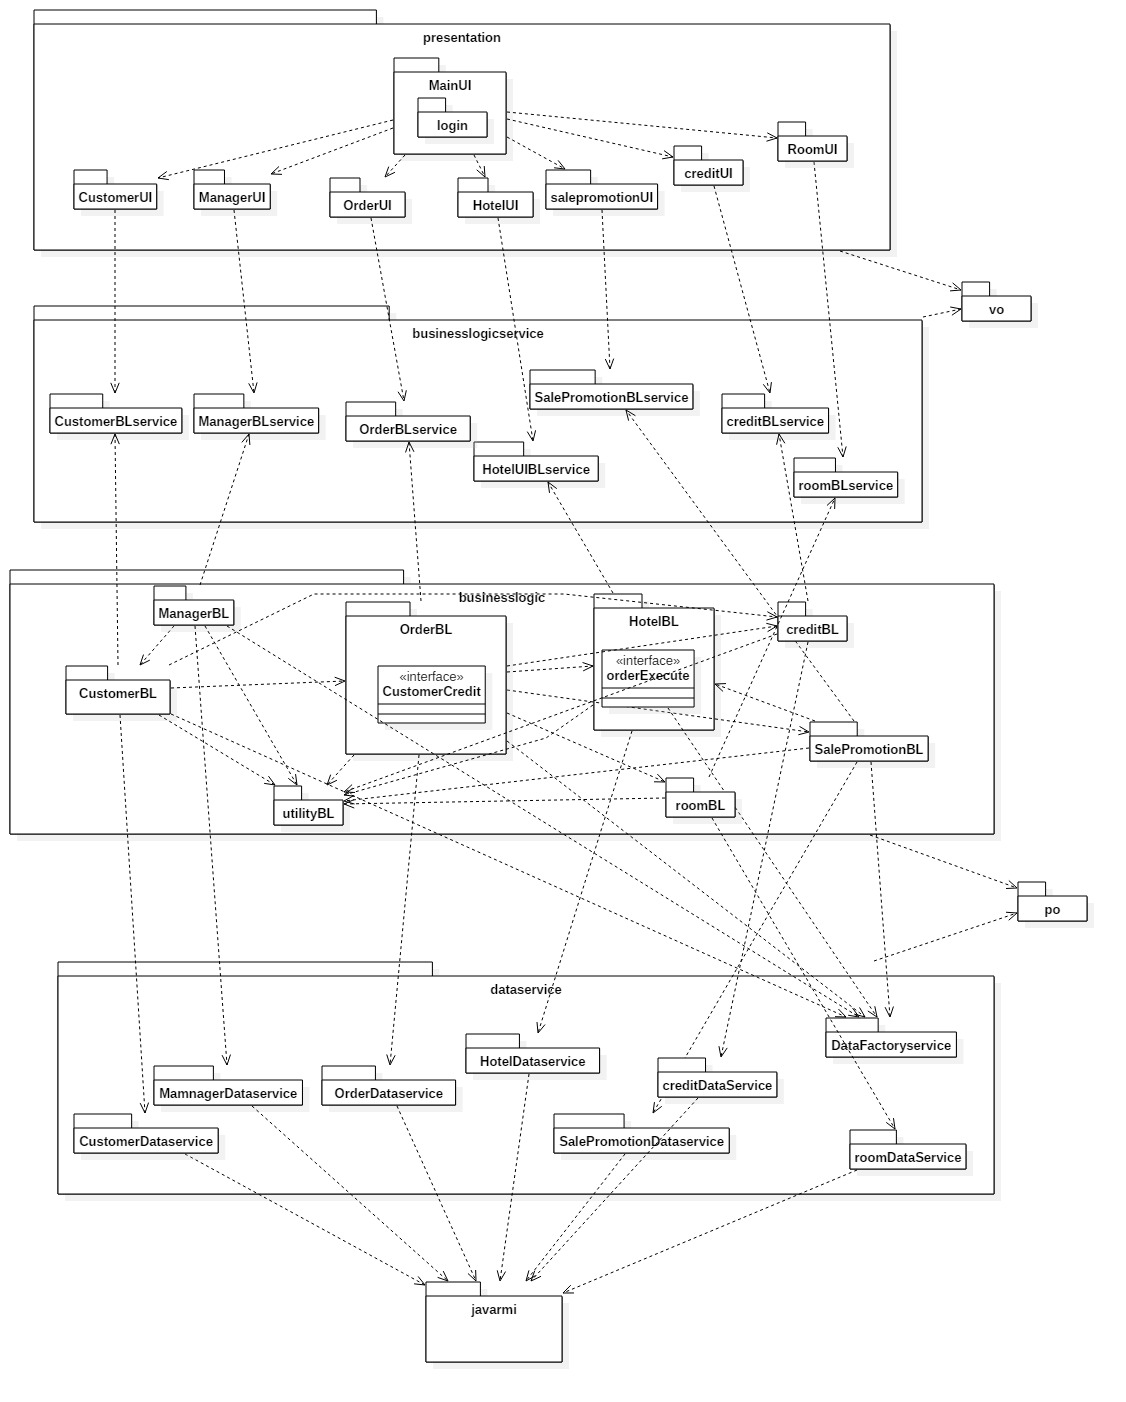 presentation
MainUI
login
RoomUI
creditUI
CustomerUI
ManagerUI
OrderUI
HotelUI
salepromotionUI
vo
businesslogicservice
SalePromotionBLservice
CustomerBLservice
ManagerBLservice
OrderBLservice
creditBLservice
HotelUIBLservice
roomBLservice
businesslogic
ManagerBL
OrderBL
HotelBL
creditBL
«interface»
orderExecute
«interface»
CustomerCredit
CustomerBL
SalePromotionBL
utilityBL
roomBL
po
dataservice
DataFactoryservice
HotelDataservice
creditDataService
MamnagerDataservice
OrderDataservice
CustomerDataservice
SalePromotionDataservice
roomDataService
javarmi